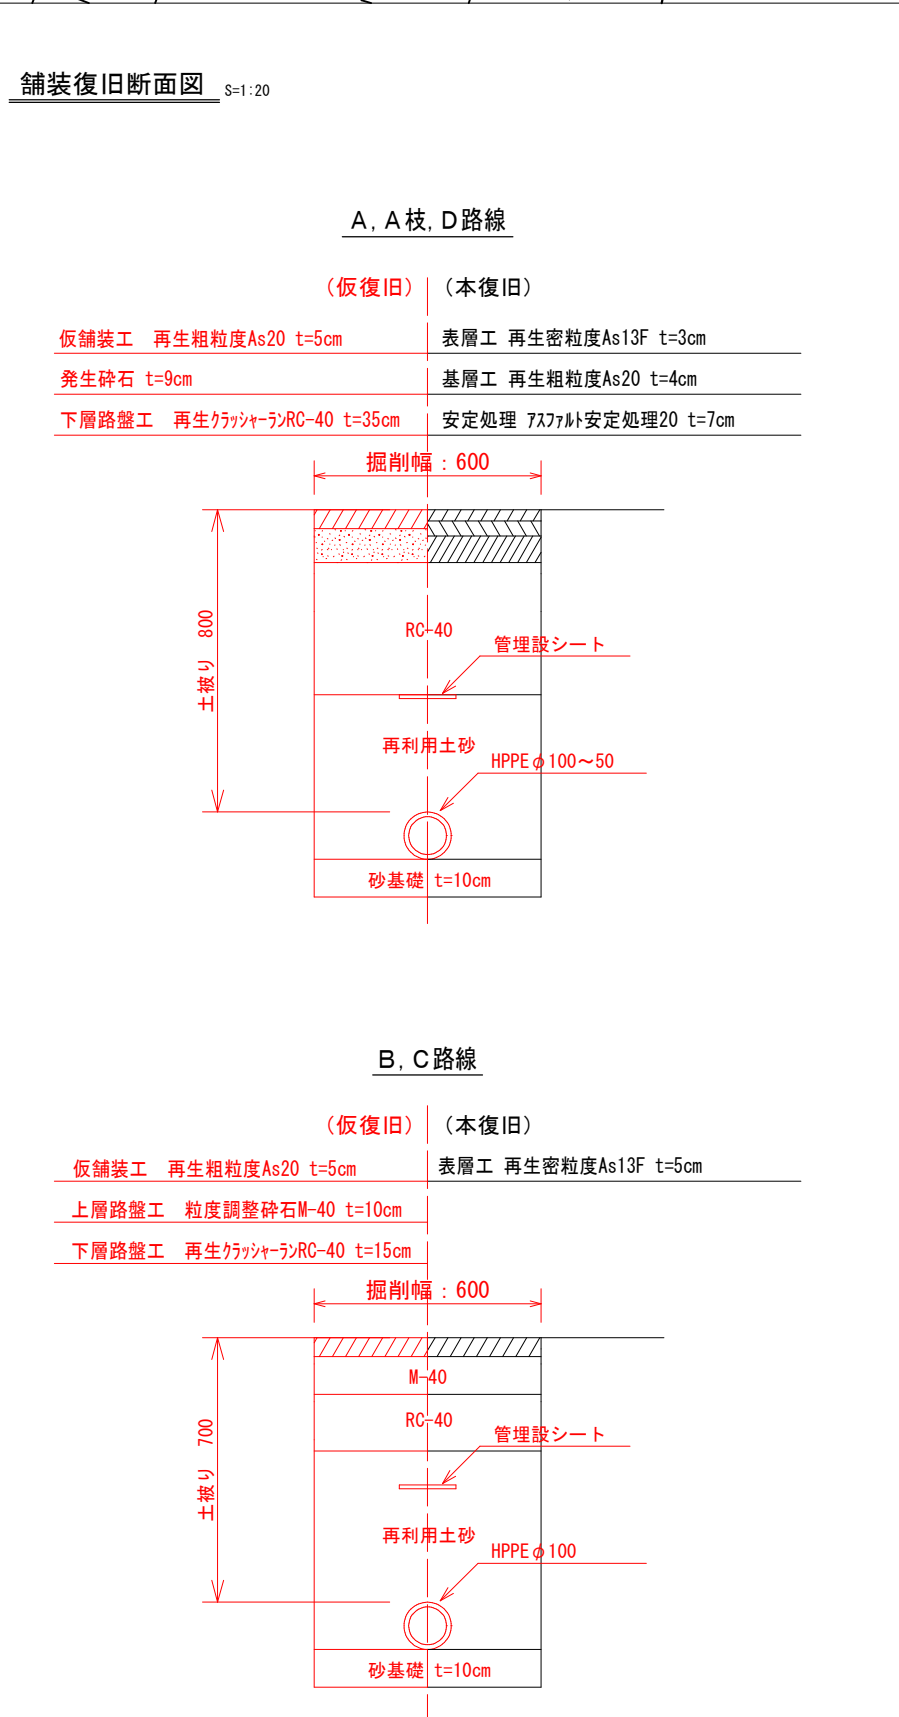 舗装復旧断面図 S=1:20
A,A枝,D路線
(仮復旧) (本復旧)
仮舗装工 再生粗粒度As20 t=5cm 表層工 再生密粒度As13F t=3cm
発生砕石 t=9cm 基層工 再生粗粒度As20 t=4cm
下層路盤工 再生ｸﾗｯｼｬｰﾗﾝRC-40 t=35cm 安定処理 ｱｽﾌｧﾙﾄ安定処理20 t=7cm
掘削幅:600
土被り 800
RC-40
管埋設シート
再利用土砂
HPPEφ100～50
砂基礎 t=10cm
B,C路線
(仮復旧) (本復旧)
仮舗装工 再生粗粒度As20 t=5cm 表層工 再生密粒度As13F t=5cm
上層路盤工 粒度調整砕石M-40 t=10cm
下層路盤工 再生ｸﾗｯｼｬｰﾗﾝRC-40 t=15cm
掘削幅:600
土被り 700
M-40
RC-40
管埋設シート
再利用土砂
HPPEφ100
砂基礎 t=10cm